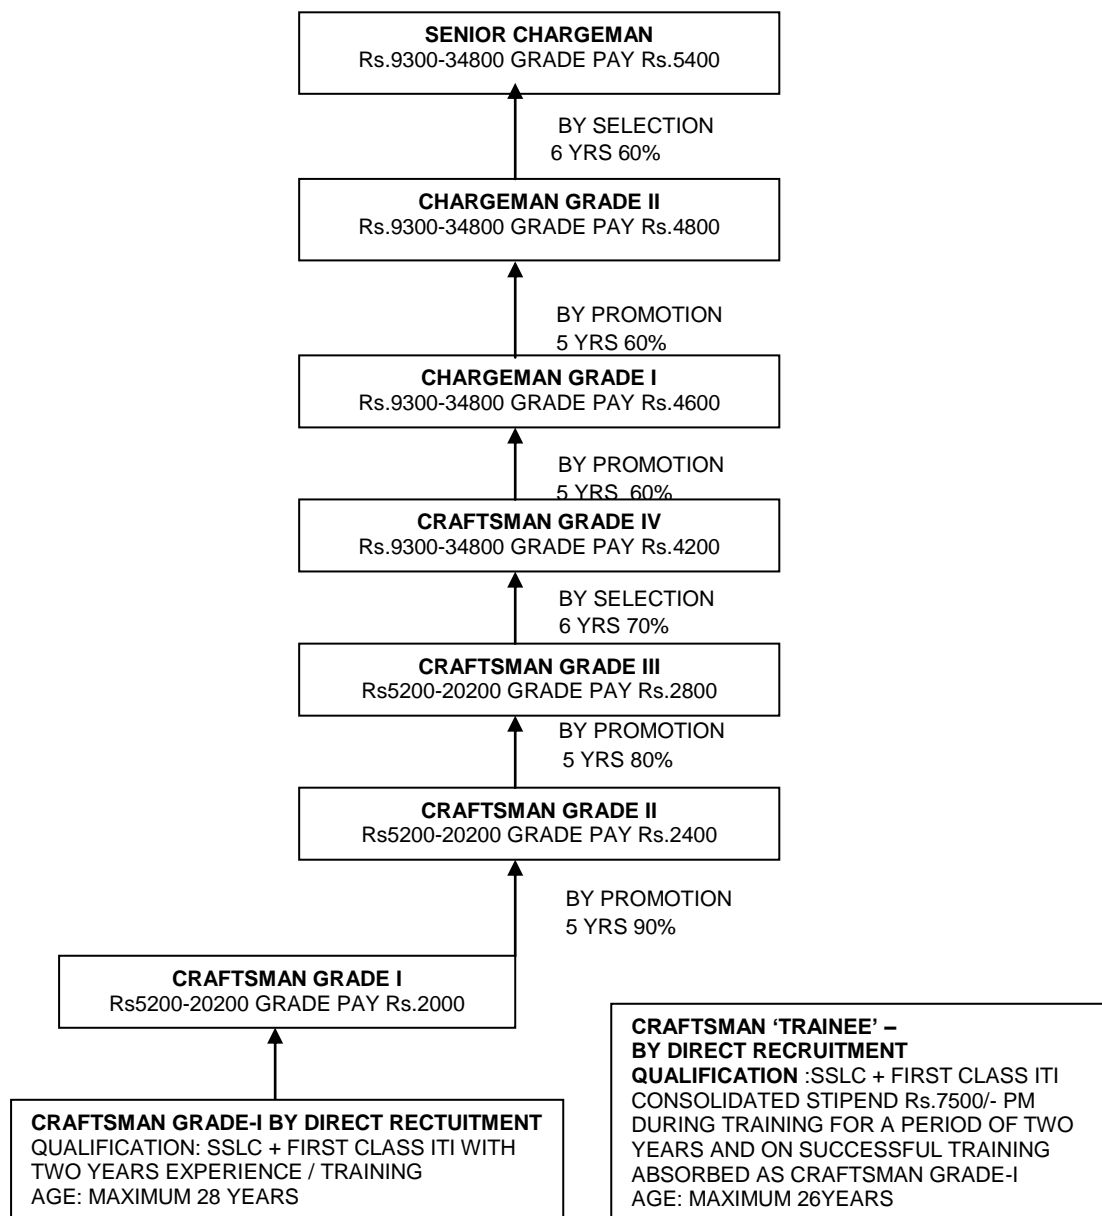 SENIOR CHARGEMAN
Rs.9300-34800 GRADE PAY Rs.5400
BY SELECTION
6 YRS 60%
CHARGEMAN GRADE II
Rs.9300-34800 GRADE PAY Rs.4800
BY PROMOTION
5 YRS 60%
CHARGEMAN GRADE I
Rs.9300-34800 GRADE PAY Rs.4600
BY PROMOTION
5 YRS  60%
CRAFTSMAN GRADE IV
Rs.9300-34800 GRADE PAY Rs.4200
BY SELECTION
6 YRS 70%
CRAFTSMAN GRADE III
Rs5200-20200 GRADE PAY Rs.2800
BY PROMOTION
5 YRS 80%
CRAFTSMAN GRADE II
Rs5200-20200 GRADE PAY Rs.2400
BY PROMOTION
5 YRS 90%
CRAFTSMAN GRADE I
Rs5200-20200 GRADE PAY Rs.2000
CRAFTSMAN GRADE-I BY DIRECT RECTUITMENT
QUALIFICATION: SSLC + FIRST CLASS ITI WITH
TWO YEARS EXPERIENCE / TRAINING
AGE: MAXIMUM 28 YEARS
CRAFTSMAN ‘TRAINEE’ –
BY DIRECT RECRUITMENT
QUALIFICATION :SSLC + FIRST CLASS ITI
CONSOLIDATED STIPEND Rs.7500/- PM
DURING TRAINING FOR A PERIOD OF TWO
YEARS AND ON SUCCESSFUL TRAINING
ABSORBED AS CRAFTSMAN GRADE-I
AGE: MAXIMUM 26YEARS